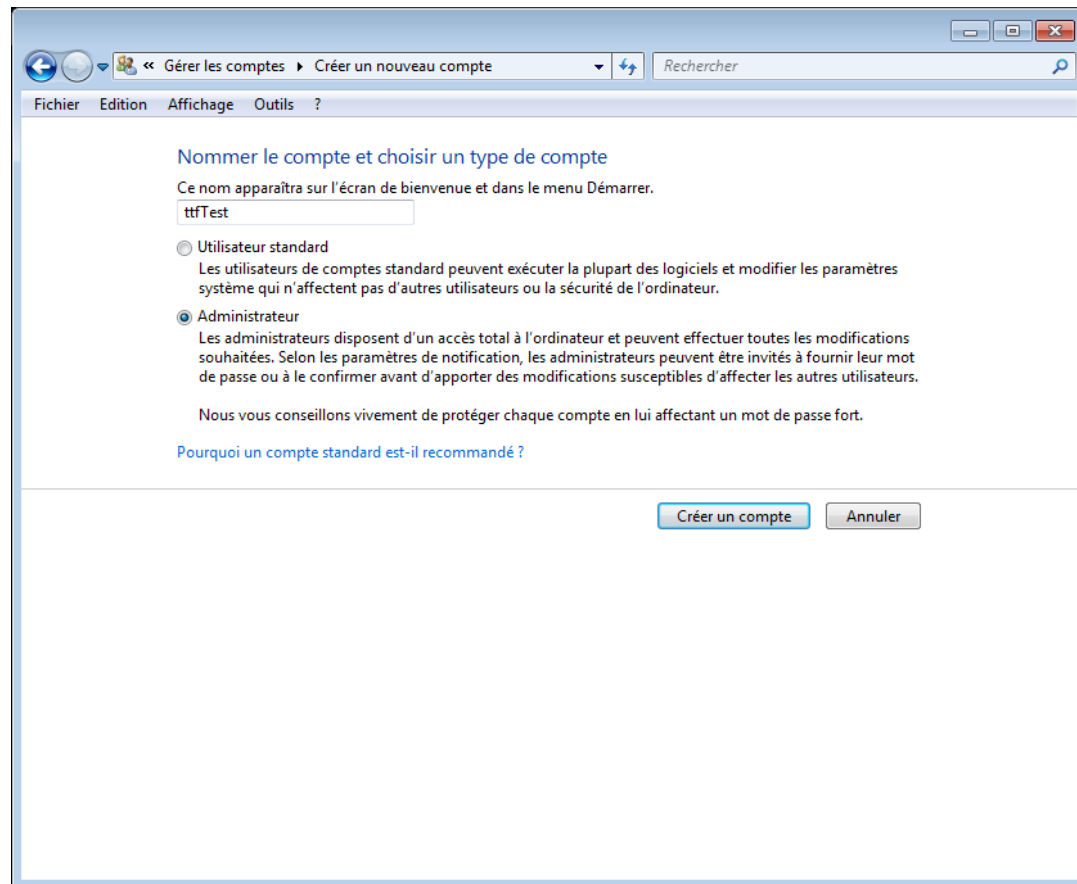 « Gérer les comptes Créer un nouveau compte Rechercher
Fichier Edition Affichage Outils ?
Nommer le compte et choisir un type de compte
Ce nom apparaîtra sur l'écran de bienvenue et dans le menu Démarrer.
ttfTest
Utilisateur standard
Les utilisateurs de comptes standard peuvent exécuter la plupart des logiciels et modifier les paramètres
système qui n'affectent pas d'autres utilisateurs ou la sécurité de l'ordinateur.
Administrateur
Les administrateurs disposent d'un accès total à l'ordinateur et peuvent effectuer toutes les modifications
souhaitées. Selon les paramètres de notification, les administrateurs peuvent être invités à fournir leur mot
de passe ou à le confirmer avant d'apporter des modifications susceptibles d'affecter les autres utilisateurs.
Nous vous conseillons vivement de protéger chaque compte en lui affectant un mot de passe fort.
Pourquoi un compte standard est-il recommandé ?
Créer un compte Annuler